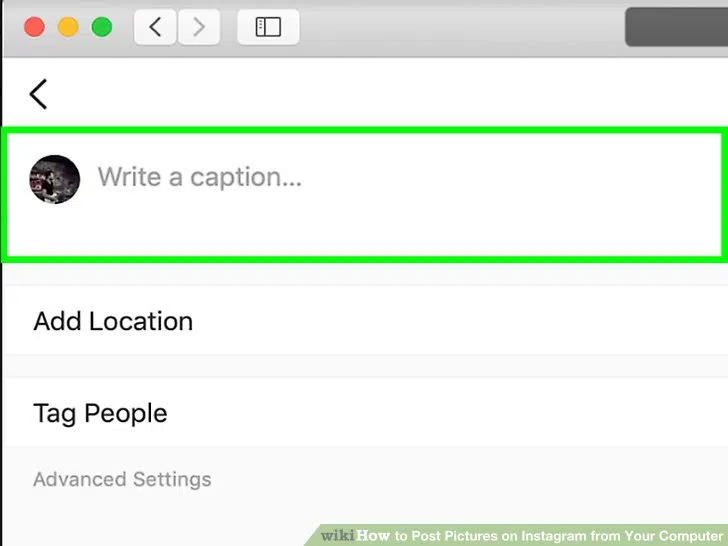 Write a caption...
Add Location
Tag People
Advanced Settings
wikiHow to Post Pictures on Instagram from Your Computer